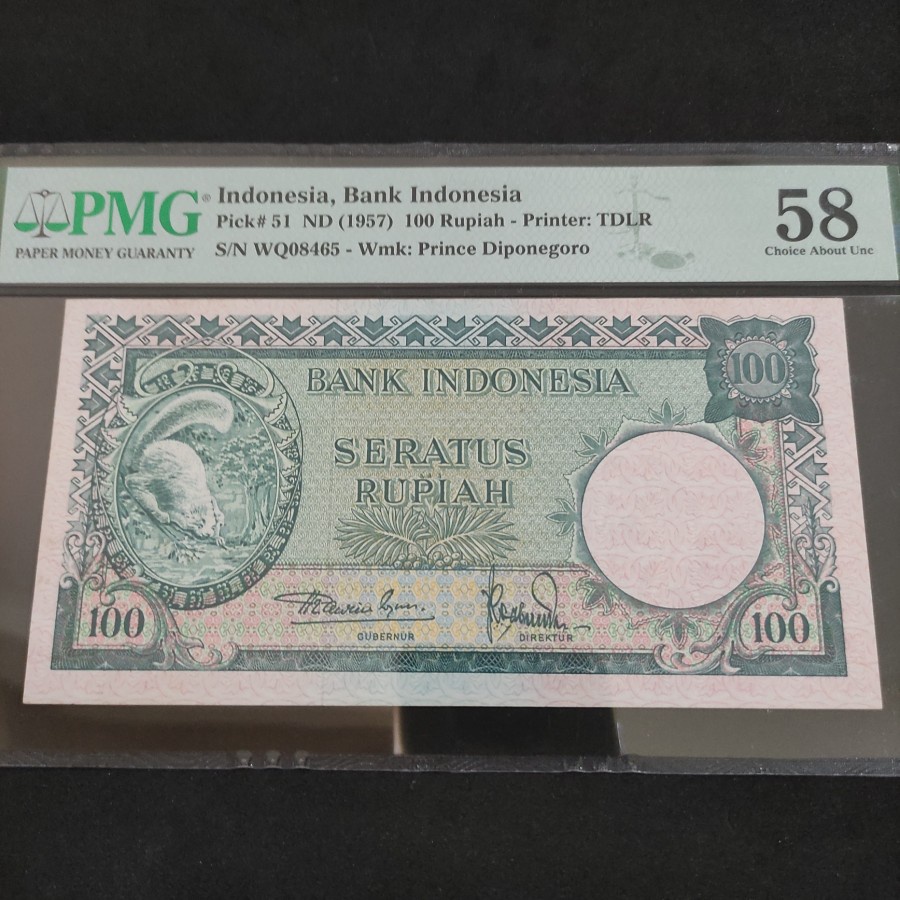 PMG®
PAPER MONEY GUARANTY
Indonesia, Bank Indonesia
Pick# 51 ND (1957) 100 Rupiah - Printer: TDLR
S/N WQ08465 - Wmk: Prince Diponegoro
58
Choice About Unc
100
BANK INDONESIA
SERATUS
RUPIAH
GUBERNUR
DIREKTUR
100
100